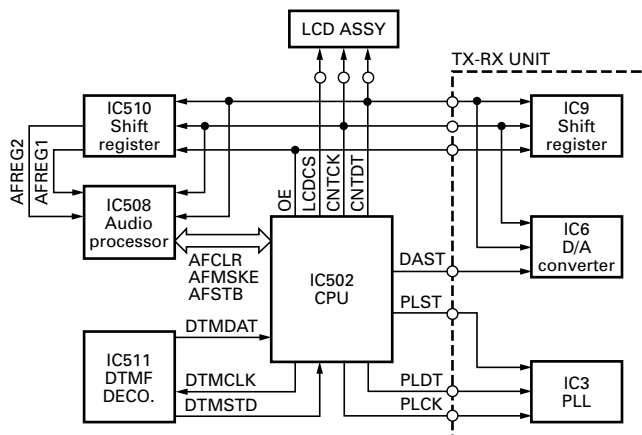 LCD ASSY
TX-RX UNIT
IC510
Shift
register
IC9
Shift
register
AFREG2
AFREG1
OE
LCDCS
CNTCK
CNTDT
IC508
Audio
processor
AFCLR
AFMSKE
AFSTB
IC502
CPU
DAST
IC6
D/A
converter
PLST
IC511
DTMF
DECO.
DTMDAT
DTMCLK
DTMSTD
PLDT
PLCK
IC3
PLL